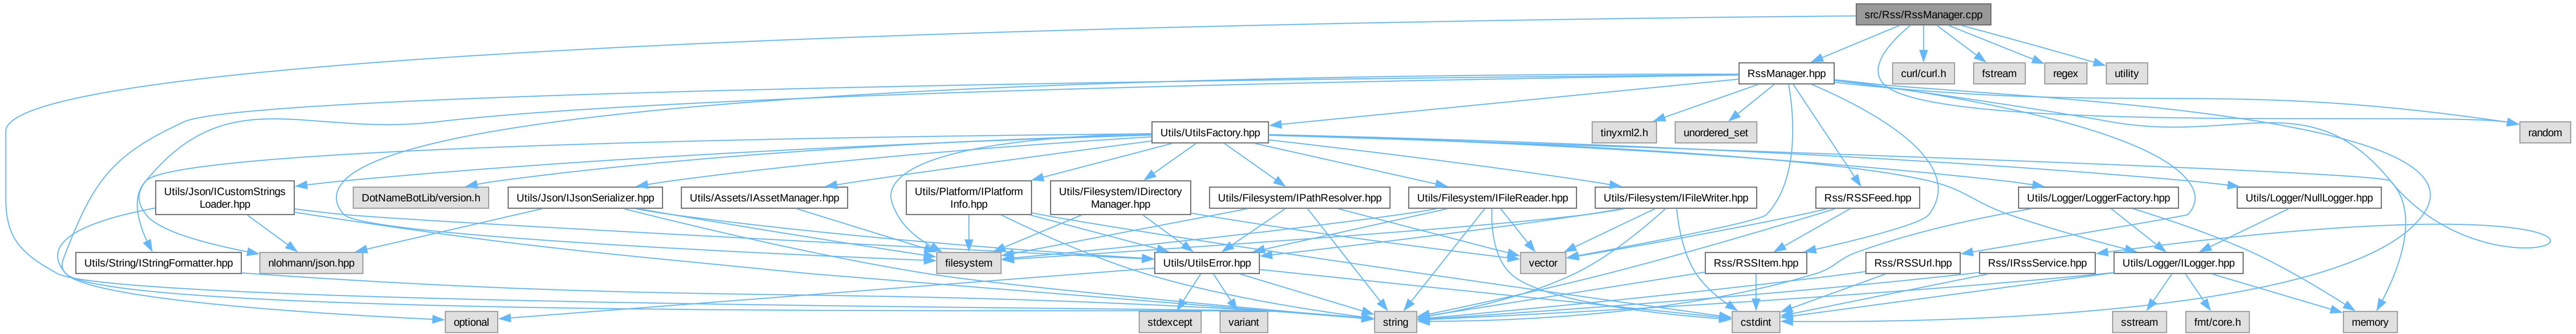 src/Rss/RssManager.cpp
RssManager.hpp
curl/curl.h
fstream
regex
utility
Utils/UtilsFactory.hpp
tinyxml2.h
unordered_set
random
Utils/Json/ICustomStrings
Loader.hpp
DotNameBotLib/version.h
Utils/Json/IJsonSerializer.hpp
Utils/Assets/IAssetManager.hpp
Utils/Platform/IPlatform
Info.hpp
Utils/Filesystem/IDirectory
Manager.hpp
Utils/Filesystem/IPathResolver.hpp
Utils/Filesystem/IFileReader.hpp
Utils/Filesystem/IFileWriter.hpp
Rss/RSSFeed.hpp
Utils/Logger/LoggerFactory.hpp
Utils/Logger/NullLogger.hpp
Utils/String/IStringFormatter.hpp
nlohmann/json.hpp
filesystem
Utils/UtilsError.hpp
vector
Rss/RSSItem.hpp
Rss/RSSUrl.hpp
Rss/IRssService.hpp
Utils/Logger/ILogger.hpp
optional
stdexcept
variant
string
cstdint
sstream
fmt/core.h
memory